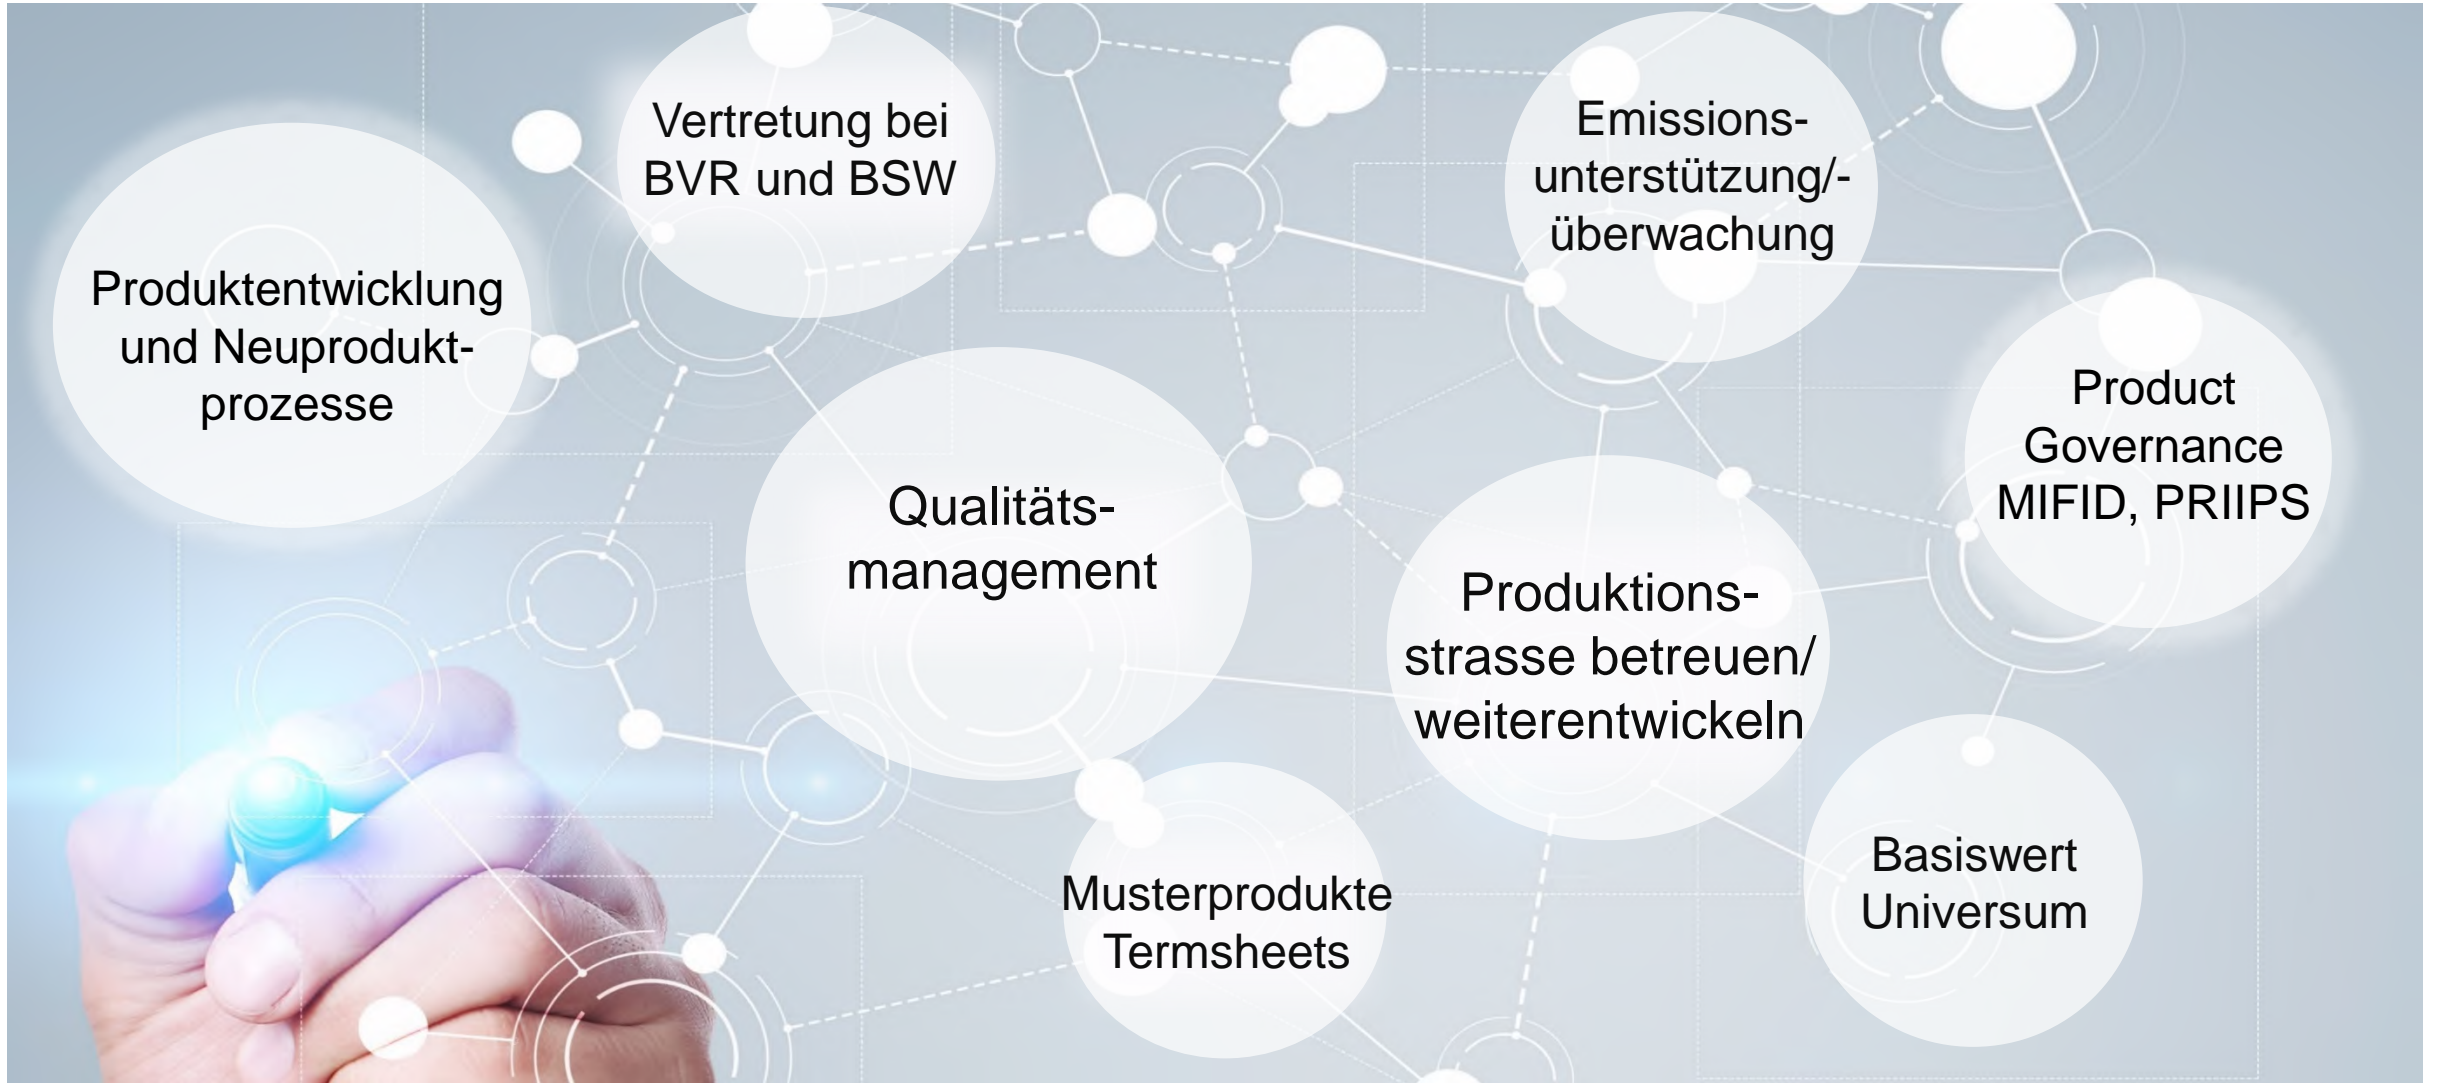 Produktentwicklung
und Neuprodukt-
prozesse
Vertretung bei
BVR und BSW
Qualitäts-
management
Musterprodukte
Termsheets
Emissions-
unterstützung/-
überwachung
Produktions-
strasse betreuen/
weiterentwickeln
Product
Governance
MIFID, PRIIPS
Basiswert
Universum